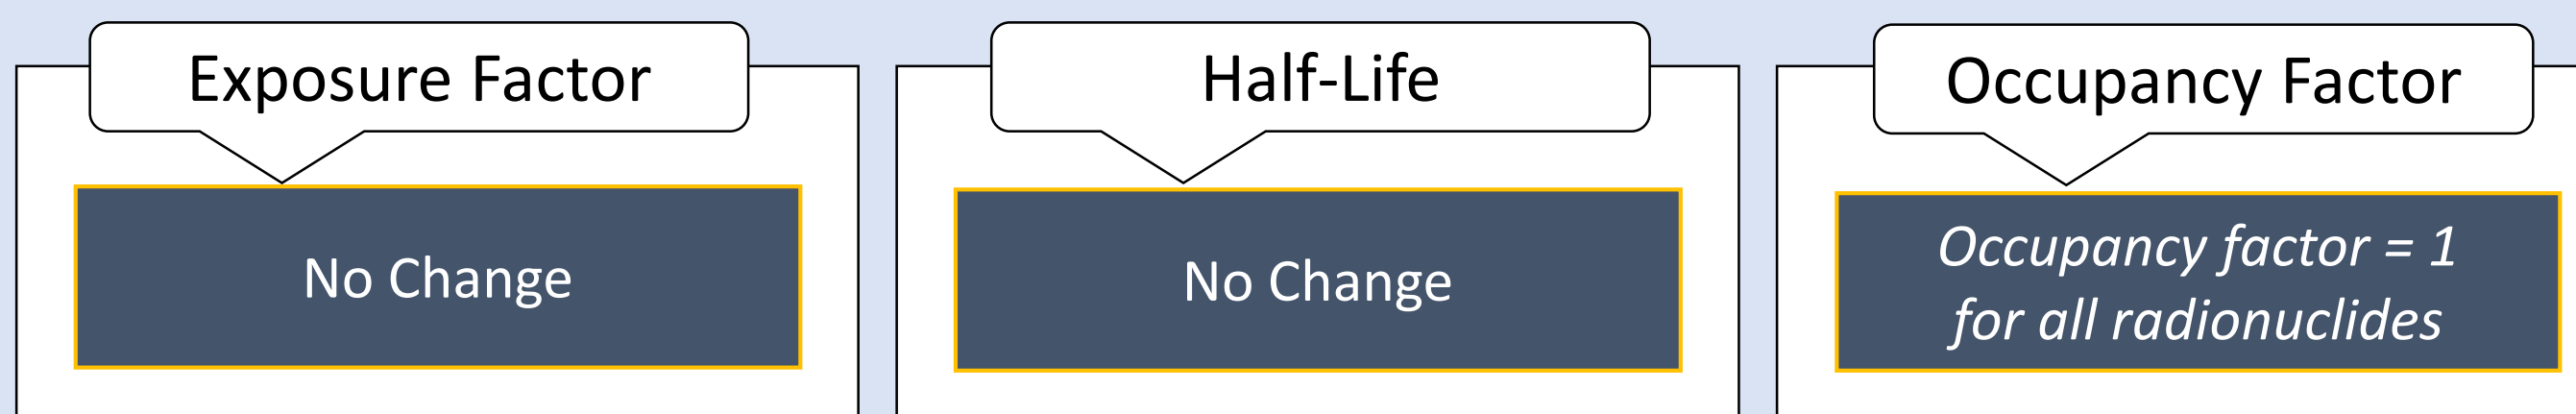 Exposure Factor
No Change
Half-Life
No Change
Occupancy Factor
Occupancy factor = 1
for all radionuclides